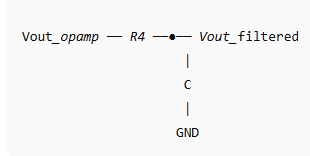 Vout_opamp — R4 —•— Vout_filtered
|
C
|
GND